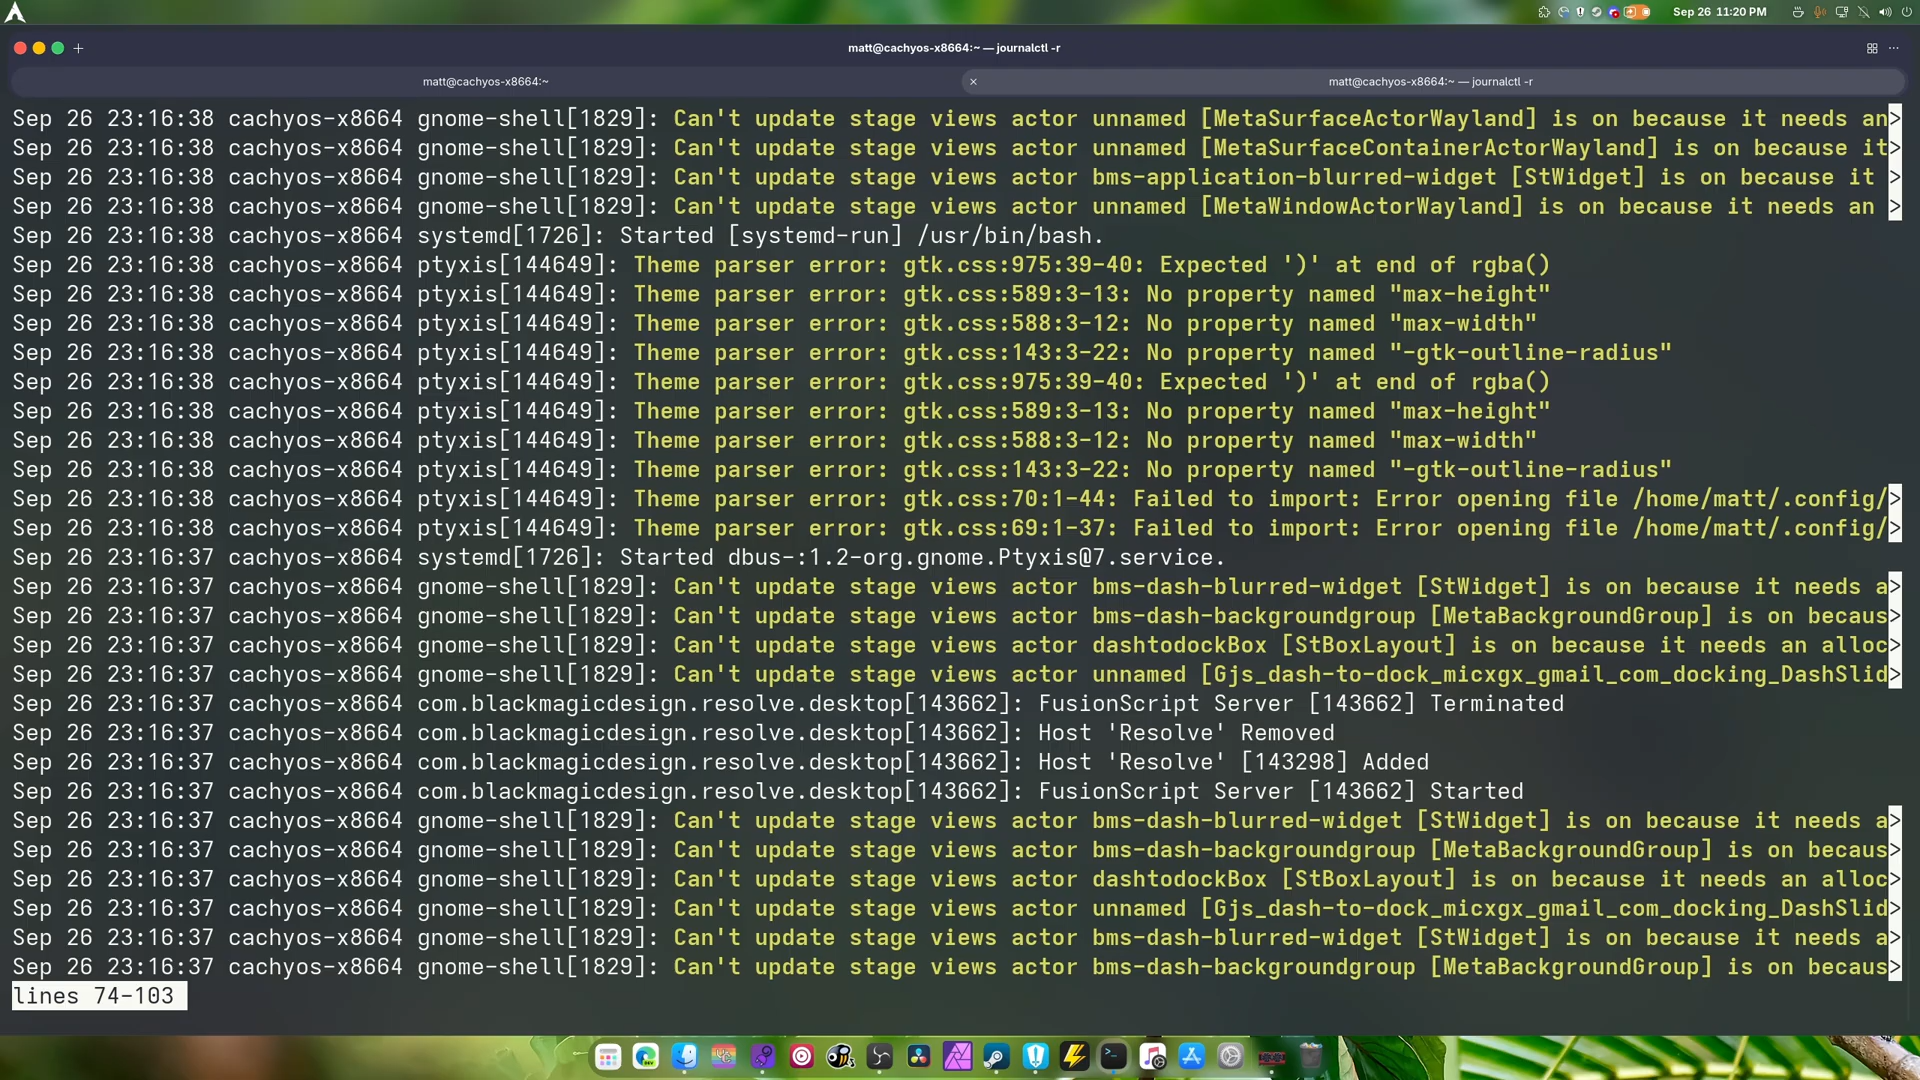 Sep 26 11:20 PM
matt@cachyos-x8664:~ — journalctl -r
matt@cachyos-x8664:~
matt@cachyos-x8664:~ — journalctl -r
Sep 26 23:16:38 cachyos-x8664 gnome-shell[1829]: Can't update stage views actor unnamed [MetaSurfaceActorWayland] is on because it needs an>
Sep 26 23:16:38 cachyos-x8664 gnome-shell[1829]: Can't update stage views actor unnamed [MetaSurfaceContainerActorWayland] is on because it>
Sep 26 23:16:38 cachyos-x8664 gnome-shell[1829]: Can't update stage views actor bms-application-blurred-widget [StWidget] is on because it >
Sep 26 23:16:38 cachyos-x8664 gnome-shell[1829]: Can't update stage views actor unnamed [MetaWindowActorWayland] is on because it needs an >
Sep 26 23:16:38 cachyos-x8664 systemd[1726]: Started [systemd-run] /usr/bin/bash.
Sep 26 23:16:38 cachyos-x8664 ptyxis[144649]: Theme parser error: gtk.css:975:39-40: Expected ')' at end of rgba()
Sep 26 23:16:38 cachyos-x8664 ptyxis[144649]: Theme parser error: gtk.css:589:3-13: No property named "max-height"
Sep 26 23:16:38 cachyos-x8664 ptyxis[144649]: Theme parser error: gtk.css:588:3-12: No property named "max-width"
Sep 26 23:16:38 cachyos-x8664 ptyxis[144649]: Theme parser error: gtk.css:143:3-22: No property named "-gtk-outline-radius"
Sep 26 23:16:38 cachyos-x8664 ptyxis[144649]: Theme parser error: gtk.css:975:39-40: Expected ')' at end of rgba()
Sep 26 23:16:38 cachyos-x8664 ptyxis[144649]: Theme parser error: gtk.css:589:3-13: No property named "max-height"
Sep 26 23:16:38 cachyos-x8664 ptyxis[144649]: Theme parser error: gtk.css:588:3-12: No property named "max-width"
Sep 26 23:16:38 cachyos-x8664 ptyxis[144649]: Theme parser error: gtk.css:143:3-22: No property named "-gtk-outline-radius"
Sep 26 23:16:38 cachyos-x8664 ptyxis[144649]: Theme parser error: gtk.css:70:1-44: Failed to import: Error opening file /home/matt/.config/>
Sep 26 23:16:38 cachyos-x8664 ptyxis[144649]: Theme parser error: gtk.css:69:1-37: Failed to import: Error opening file /home/matt/.config/>
Sep 26 23:16:37 cachyos-x8664 systemd[1726]: Started dbus-:1.2-org.gnome.Ptyxis@7.service.
Sep 26 23:16:37 cachyos-x8664 gnome-shell[1829]: Can't update stage views actor bms-dash-blurred-widget [StWidget] is on because it needs a>
Sep 26 23:16:37 cachyos-x8664 gnome-shell[1829]: Can't update stage views actor bms-dash-backgroundgroup [MetaBackgroundGroup] is on becaus>
Sep 26 23:16:37 cachyos-x8664 gnome-shell[1829]: Can't update stage views actor dashtodockBox [StBoxLayout] is on because it needs an alloc>
Sep 26 23:16:37 cachyos-x8664 gnome-shell[1829]: Can't update stage views actor unnamed [Gjs_dash-to-dock_micxgx_gmail_com_docking_DashSlid>
Sep 26 23:16:37 cachyos-x8664 com.blackmagicdesign.resolve.desktop[143662]: FusionScript Server [143662] Terminated
Sep 26 23:16:37 cachyos-x8664 com.blackmagicdesign.resolve.desktop[143662]: Host 'Resolve' Removed
Sep 26 23:16:37 cachyos-x8664 com.blackmagicdesign.resolve.desktop[143662]: Host 'Resolve' [143298] Added
Sep 26 23:16:37 cachyos-x8664 com.blackmagicdesign.resolve.desktop[143662]: FusionScript Server [143662] Started
Sep 26 23:16:37 cachyos-x8664 gnome-shell[1829]: Can't update stage views actor bms-dash-blurred-widget [StWidget] is on because it needs a>
Sep 26 23:16:37 cachyos-x8664 gnome-shell[1829]: Can't update stage views actor bms-dash-backgroundgroup [MetaBackgroundGroup] is on becaus>
Sep 26 23:16:37 cachyos-x8664 gnome-shell[1829]: Can't update stage views actor dashtodockBox [StBoxLayout] is on because it needs an alloc>
Sep 26 23:16:37 cachyos-x8664 gnome-shell[1829]: Can't update stage views actor unnamed [Gjs_dash-to-dock_micxgx_gmail_com_docking_DashSlid>
Sep 26 23:16:37 cachyos-x8664 gnome-shell[1829]: Can't update stage views actor bms-dash-blurred-widget [StWidget] is on because it needs a>
Sep 26 23:16:37 cachyos-x8664 gnome-shell[1829]: Can't update stage views actor bms-dash-backgroundgroup [MetaBackgroundGroup] is on becaus>
lines 74-103